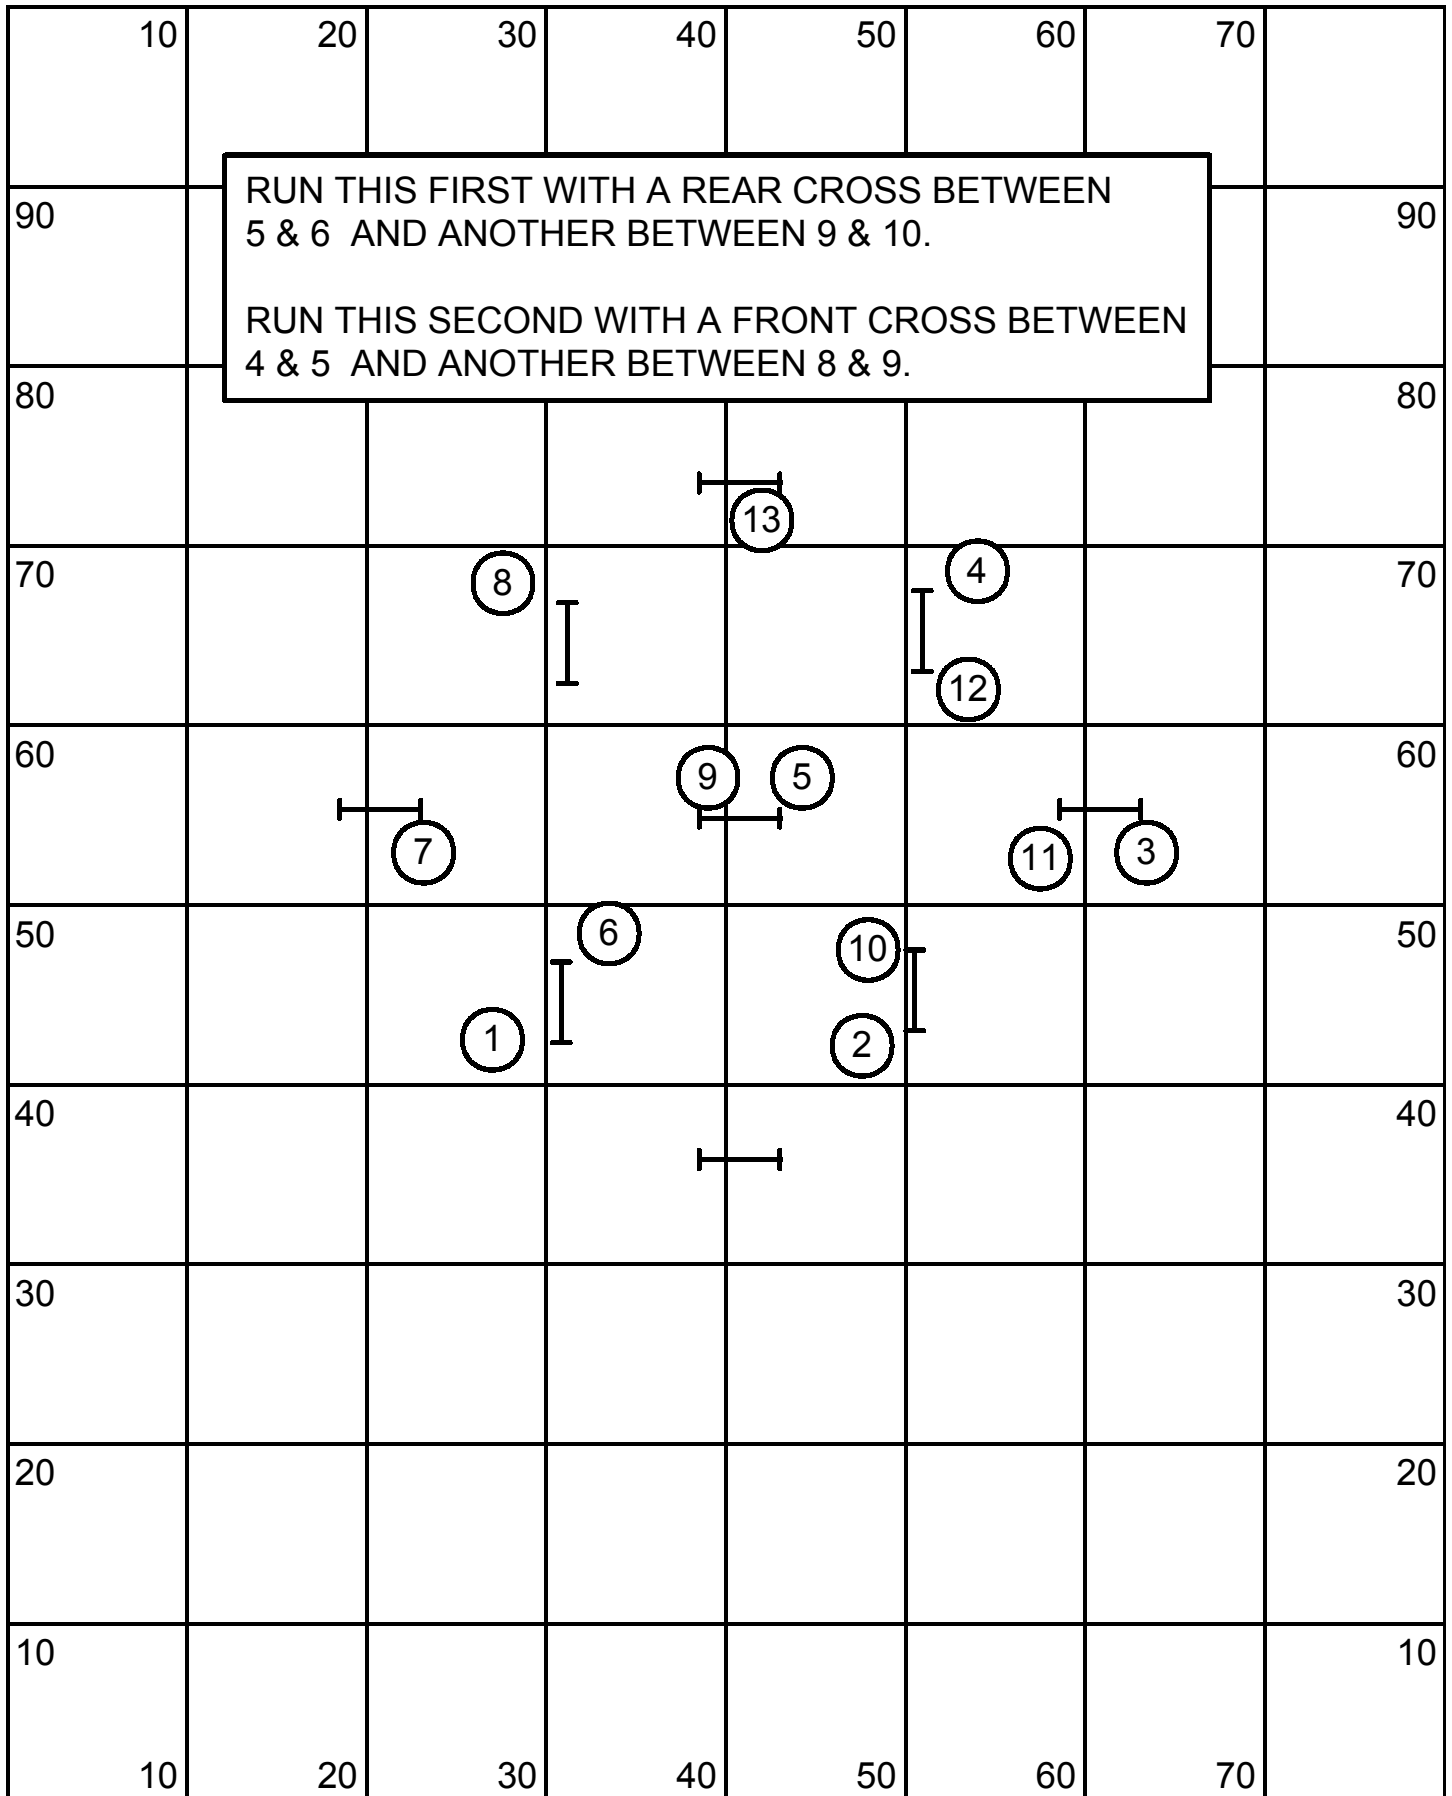 10 20 30 40 50 60 70
RUN THIS FIRST WITH A REAR CROSS BETWEEN
90 5 & 6 AND ANOTHER BETWEEN 9 & 10. 90
RUN THIS SECOND WITH A FRONT CROSS BETWEEN
4 & 5 AND ANOTHER BETWEEN 8 & 9.
80 80
13
70 8 4 70
12
60 9 5 60
7 11 3
50 6 10 50
1 2
40 40
30 30
20 20
10 10
10 20 30 40 50 60 70